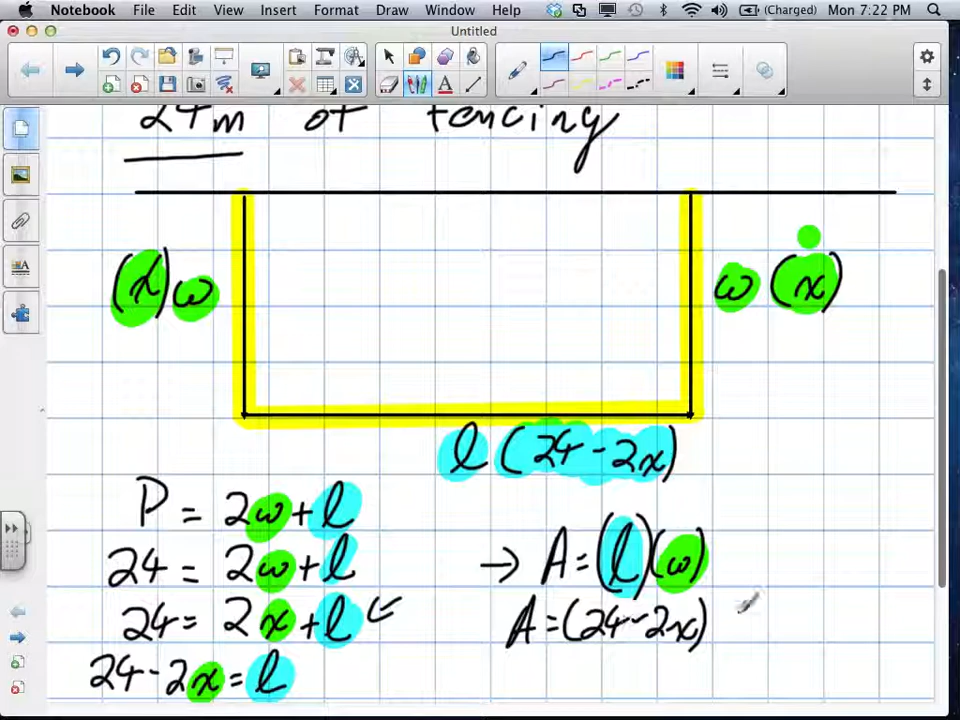 Notebook File Edit View Insert Format Draw Window Help (Charged) Mon 7:22 PM
Untitled
24m of fencing
(x) w w (x)
l (24-2x)
P = 2w+l
24 = 2w+l
24 = 2x+l
24-2x=l
→ A=(l)(w)
A=(24-2x)